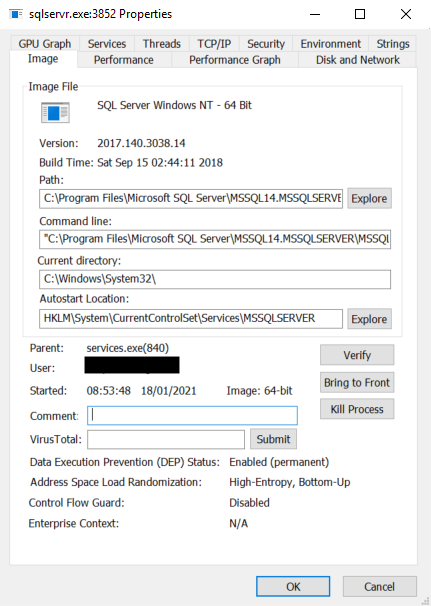 sqlservr.exe:3852 Properties
GPU Graph Services Threads TCP/IP Security Environment Strings
Image Performance Performance Graph Disk and Network
Image File
SQL Server Windows NT - 64 Bit
Version: 2017.140.3038.14
Build Time: Sat Sep 15 02:44:11 2018
Path:
C:\Program Files\Microsoft SQL Server\MSSQL14.MSSQLSERVE Explore
Command line:
"C:\Program Files\Microsoft SQL Server\MSSQL14.MSSQLSERVER\MSSQL
Current directory:
C:\Windows\System32\
Autostart Location:
HKLM\System\CurrentControlSet\Services\MSSQLSERVER Explore
Parent: services.exe(840) Verify
User:
Started: 08:53:48 18/01/2021 Image: 64-bit Bring to Front
Comment: Kill Process
VirusTotal: Submit
Data Execution Prevention (DEP) Status: Enabled (permanent)
Address Space Load Randomization: High-Entropy, Bottom-Up
Control Flow Guard: Disabled
Enterprise Context: N/A
OK Cancel